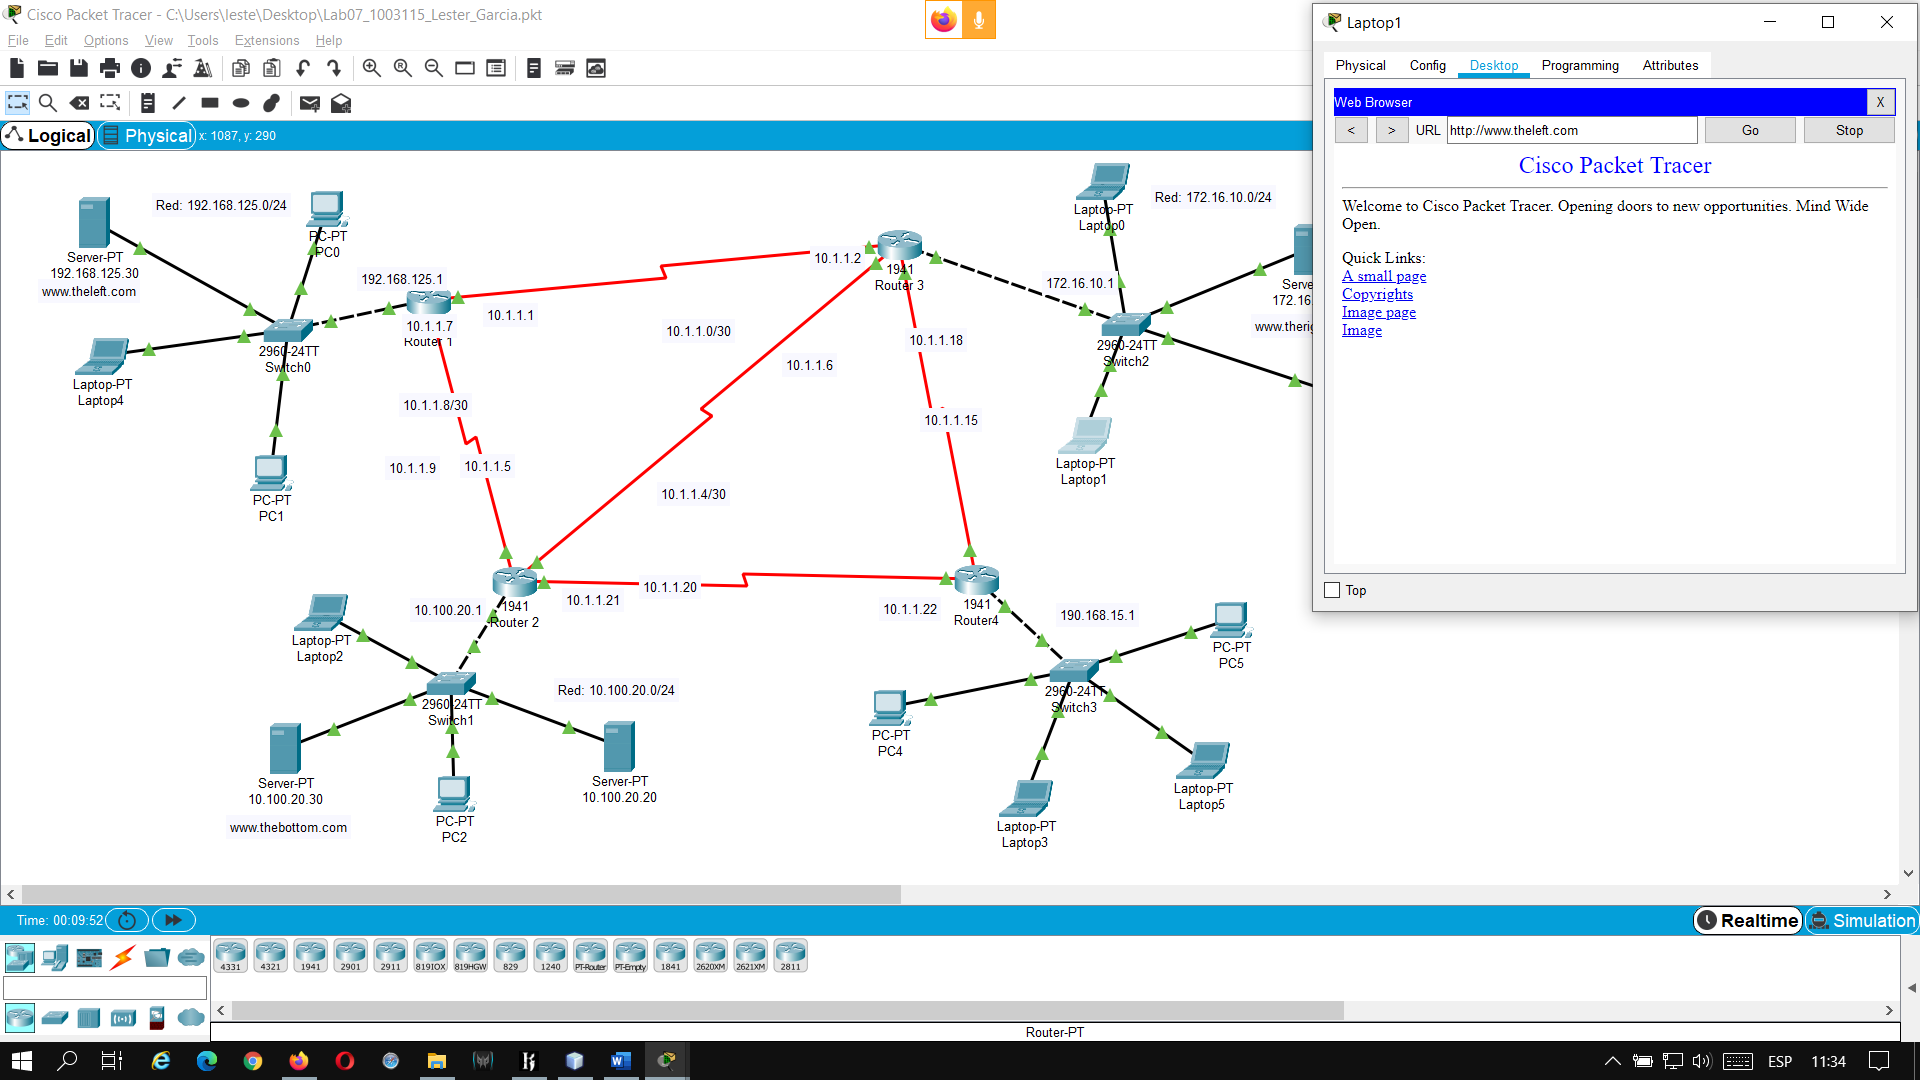 Cisco Packet Tracer - C:\Users\leste\Desktop\Lab07_1003115_Lester_Garcia.pkt
File Edit Options View Tools Extensions Help
Logical Physical x: 1087, y: 290
Red: 192.168.125.0/24
Server-PT
192.168.125.30
www.theleft.com
PC-PT
PC0
192.168.125.1
10.1.1.7
Router 1
10.1.1.1
2960-24TT
Switch0
Laptop-PT
Laptop4
PC-PT
PC1
10.1.1.8/30
10.1.1.9
10.1.1.5
10.1.1.2
1941
Router 3
10.1.1.0/30
10.1.1.6
10.1.1.18
10.1.1.15
10.1.1.4/30
Laptop-PT
Laptop0
Red: 172.16.10.0/24
172.16.10.1
2960-24TT
Switch2
Laptop-PT
Laptop1
Serve
172.16
www.therig
10.100.20.1
1941
Router 2
10.1.1.21
10.1.1.20
10.1.1.22
1941
Router4
190.168.15.1
Laptop-PT
Laptop2
2960-24TT
Switch1
Red: 10.100.20.0/24
Server-PT
10.100.20.30
www.thebottom.com
PC-PT
PC2
Server-PT
10.100.20.20
2960-24TT
Switch3
PC-PT
PC5
PC-PT
PC4
Laptop-PT
Laptop3
Laptop-PT
Laptop5
Laptop1
Physical Config Desktop Programming Attributes
Web Browser X
< > URL http://www.theleft.com Go Stop
Cisco Packet Tracer
Welcome to Cisco Packet Tracer. Opening doors to new opportunities. Mind Wide
Open.
Quick Links:
A small page
Copyrights
Image page
Image
Top
Time: 00:09:52
Realtime Simulation
4331 4321 1941 2901 2911 819IOX 819HGW 829 1240 PT-Router PT-Empty 1841 2620XM 2621XM 2811
Router-PT
ESP 11:34